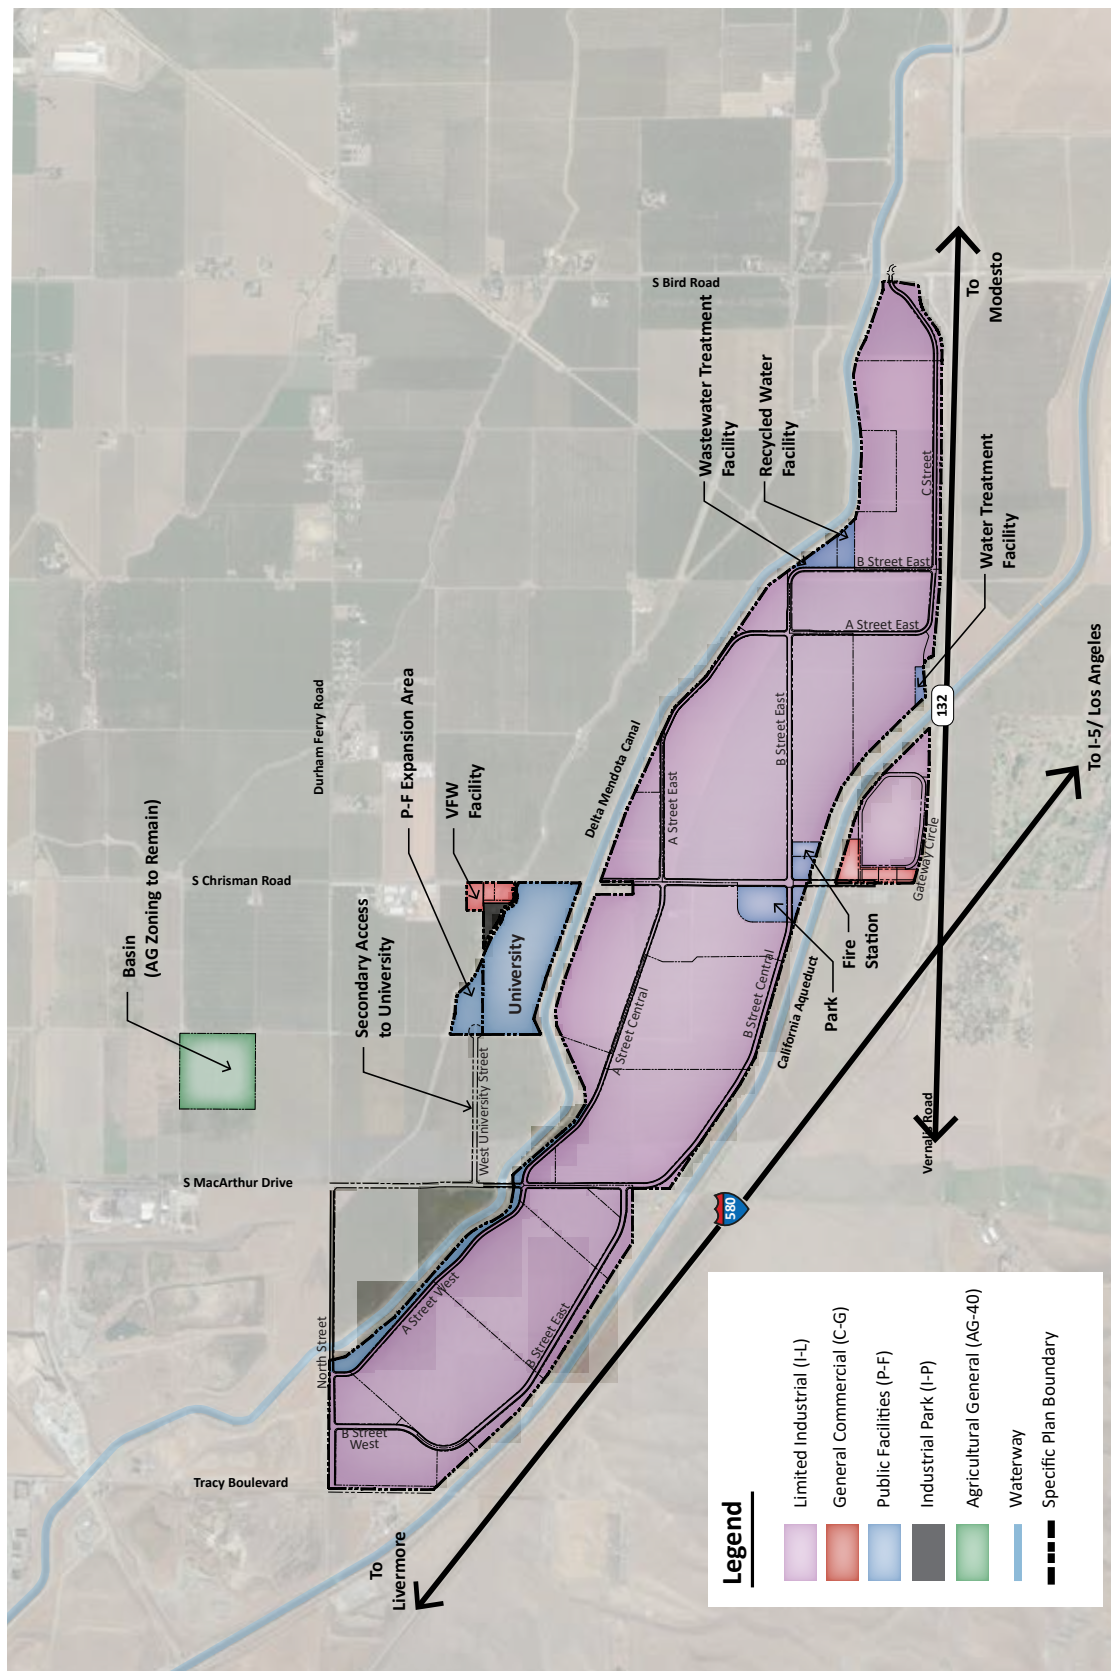 Basin
(AG Zoning to Remain)
Durham Ferry Road
S Chrisman Road
S MacArthur Drive
Tracy Boulevard
S Bird Road
P-F Expansion Area
VFW
Facility
Secondary Access
to University
University
West University Street
North Street
Delta Mendota Canal
Wastewater Treatment
Facility
Recycled Water
Facility
Water Treatment
Facility
To
Modesto
To I-5/ Los Angeles
132
C Street
B Street East
A Street East
B Street East
A Street East
Gateway Circle
Fire
Station
Park
California Aqueduct
B Street Central
A Street Central
A Street West
B Street East
B Street
West
Vernalis Road
580
To
Livermore
Legend
Limited Industrial (I-L)
General Commercial (C-G)
Public Facilities (P-F)
Industrial Park (I-P)
Agricultural General (AG-40)
Waterway
Specific Plan Boundary